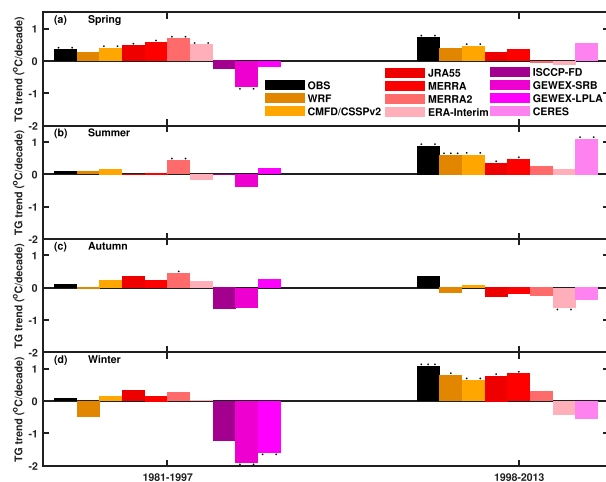 (a) Spring
TG trend (°C/decade)
1
0
-1
-2
OBS
WRF
CMFD/CSSPv2
JRA55
MERRA
MERRA2
ERA-Interim
ISCCP-FD
GEWEX-SRB
GEWEX-LPLA
CERES
(b) Summer
TG trend (°C/decade)
1
0
-1
-2
(c) Autumn
TG trend (°C/decade)
1
0
-1
-2
(d) Winter
TG trend (°C/decade)
1
0
-1
-2
1981-1997 1998-2013